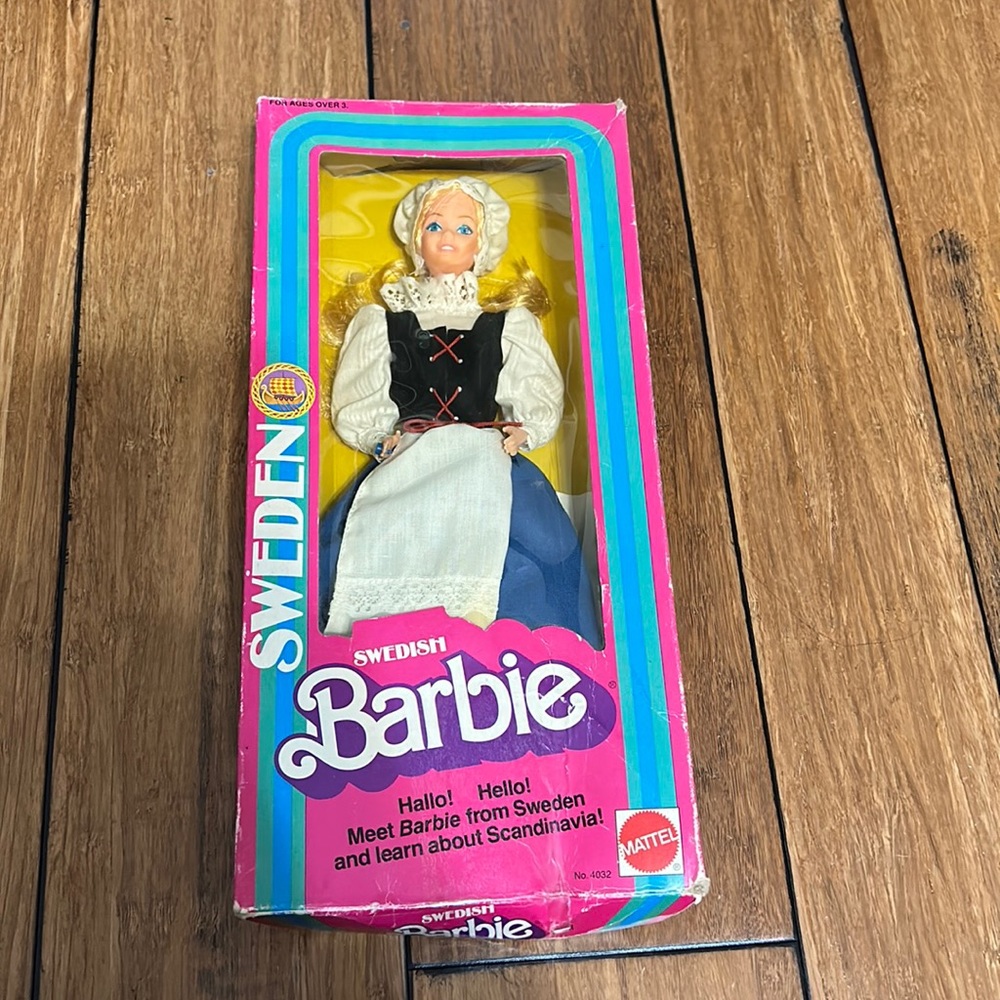 FOR AGES OVER 3.
SWEDEN
SWEDISH
Barbie®
Hallo! Hello!
Meet Barbie from Sweden
and learn about Scandinavia!
MATTEL
®
No. 4032
SWEDISH
Barbie